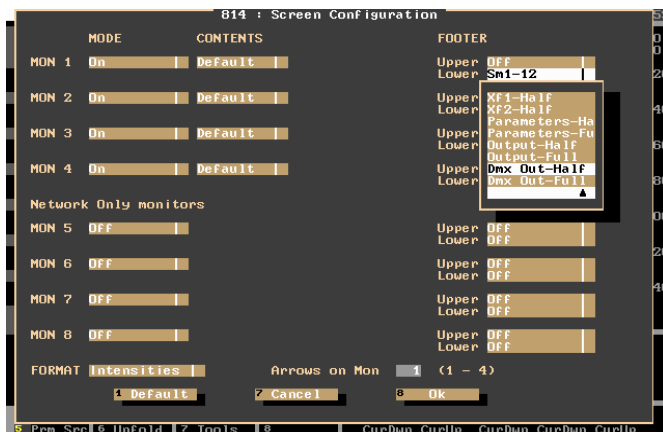 814 : Screen Configuration
MODE CONTENTS FOOTER
MON 1 On Default Upper Off
Lower Sm1-12
MON 2 On Default Upper Xf1-Half
Lower Xf2-Half
Parameters-Ha
MON 3 On Default Upper Parameters-Fu
Lower Output-Half
Output-Full
MON 4 On Default Upper Dmx Out-Half
Lower Dmx Out-Full
Network Only monitors
MON 5 Off Upper Off
Lower Off
MON 6 Off Upper Off
Lower Off
MON 7 Off Upper Off
Lower Off
MON 8 Off Upper Off
Lower Off
FORMAT Intensities Arrows on Mon 1 (1 - 4)
1 Default 7 Cancel 8 Ok
5 Prm Src 6 Unfold 7 Tools 8 CurDwn CurUp CurDwn CurDwn CurUp